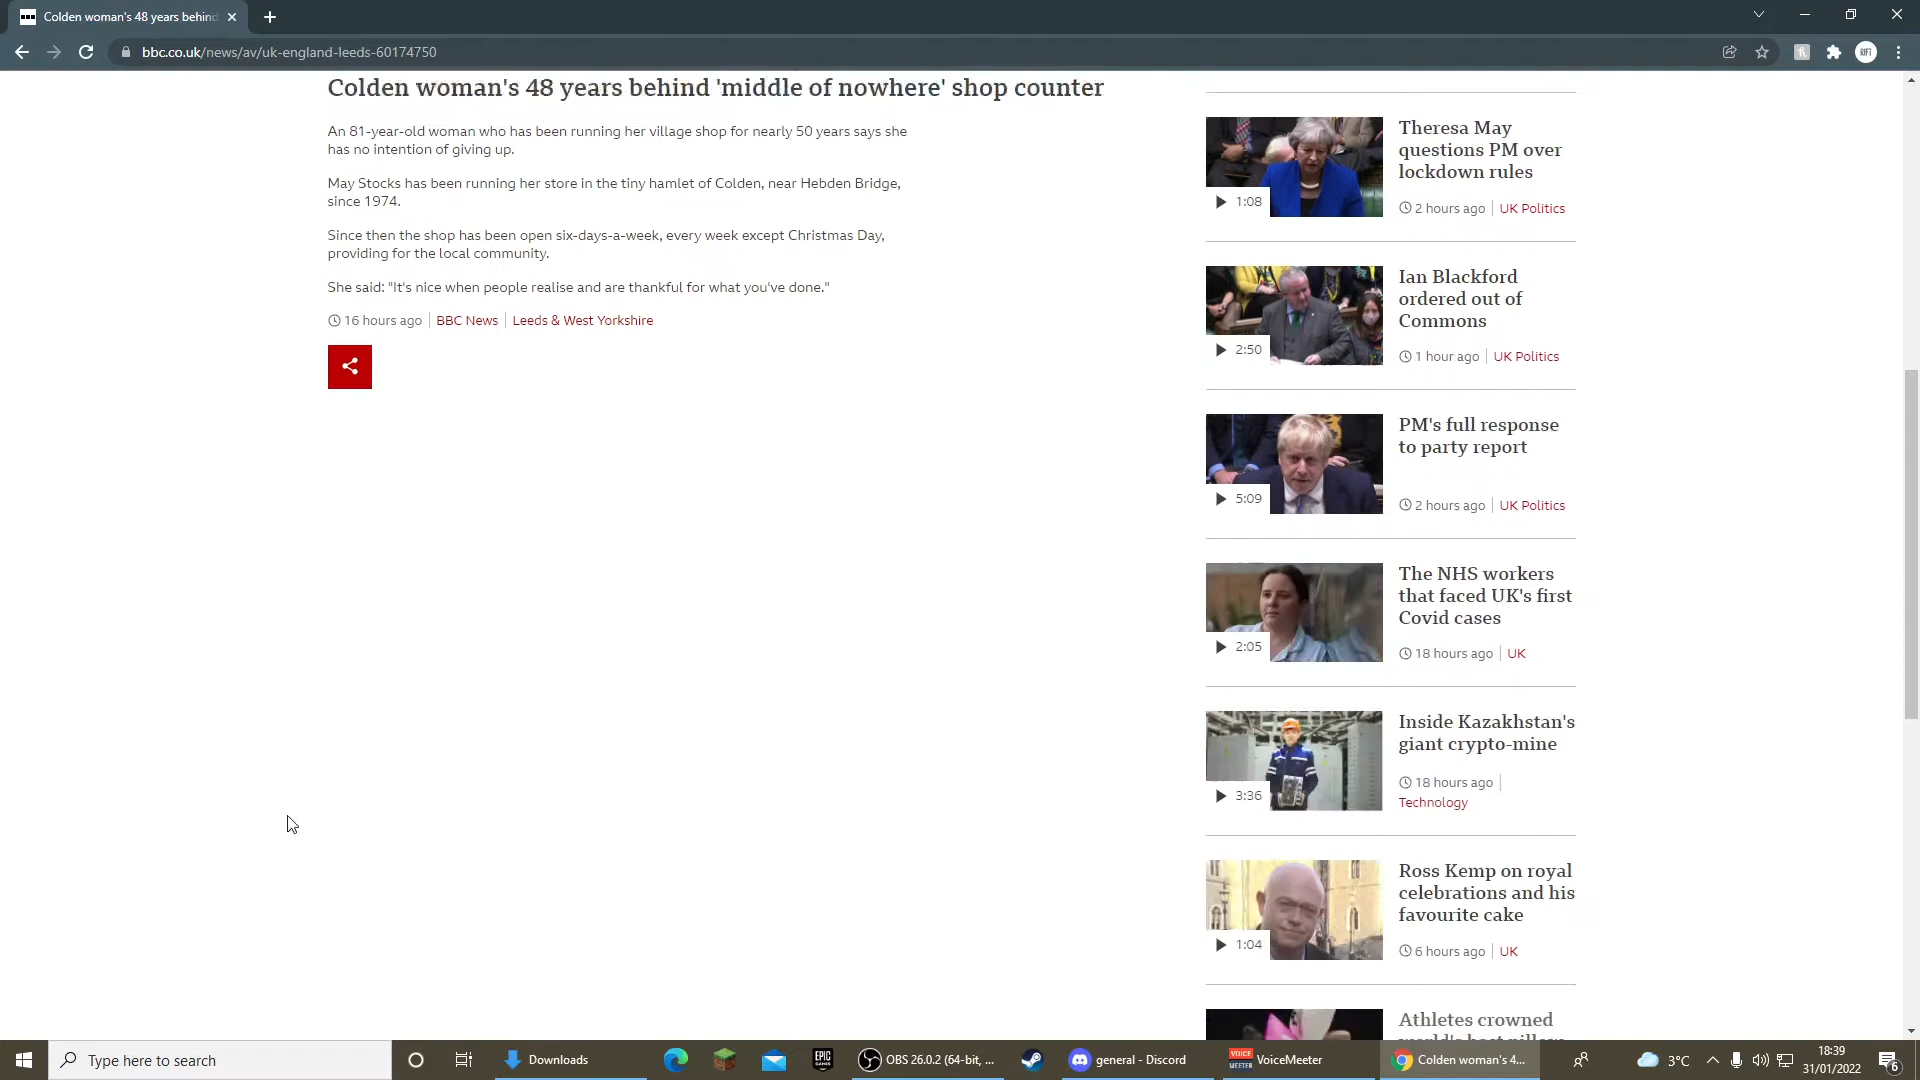 Colden woman's 48 years behind
bbc.co.uk/news/av/uk-england-leeds-60174750
RIFT
Colden woman's 48 years behind 'middle of nowhere' shop counter
An 81-year-old woman who has been running her village shop for nearly 50 years says she
has no intention of giving up.
May Stocks has been running her store in the tiny hamlet of Colden, near Hebden Bridge,
since 1974.
Since then the shop has been open six-days-a-week, every week except Christmas Day,
providing for the local community.
She said: "It's nice when people realise and are thankful for what you've done."
16 hours ago BBC News Leeds & West Yorkshire
Theresa May
questions PM over
lockdown rules
1:08
2 hours ago UK Politics
Ian Blackford
ordered out of
Commons
2:50
1 hour ago UK Politics
PM's full response
to party report
5:09
2 hours ago UK Politics
The NHS workers
that faced UK's first
Covid cases
2:05
18 hours ago UK
Inside Kazakhstan's
giant crypto-mine
3:36
18 hours ago
Technology
Ross Kemp on royal
celebrations and his
favourite cake
1:04
6 hours ago UK
Athletes crowned
Type here to search
Downloads
EPIC
GAMES
OBS 26.0.2 (64-bit, ...
general - Discord
VOICE
MEETER
VoiceMeeter
Colden woman's 4...
3°C
18:39
31/01/2022
6